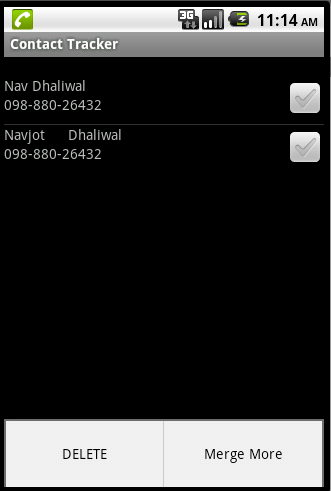 3G 11:14 AM
Contact Tracker
Nav Dhaliwal
098-880-26432
Navjot Dhaliwal
098-880-26432
DELETE Merge More